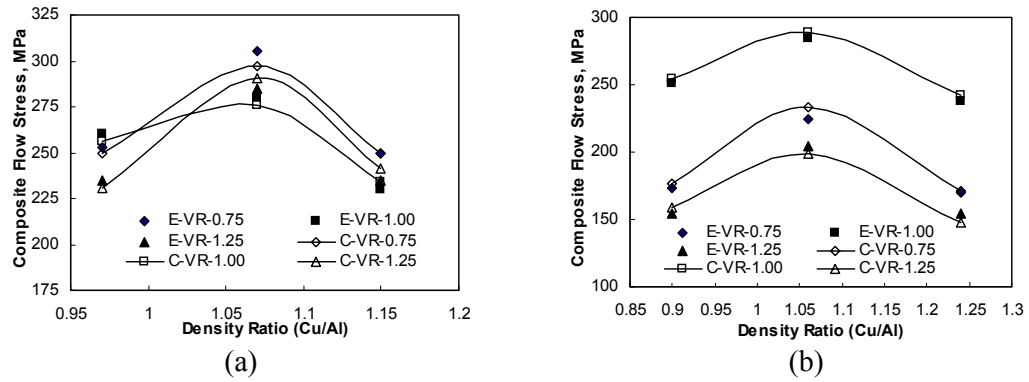 Composite Flow Stress, MPa
325
300
275
250
225
200
175
0.95 1 1.05 1.1 1.15 1.2
Density Ratio (Cu/Al)
E-VR-0.75 E-VR-1.00
E-VR-1.25 C-VR-0.75
C-VR-1.00 C-VR-1.25
(a)
Composite Flow Stress, MPa
300
250
200
150
100
0.85 0.9 0.95 1 1.05 1.1 1.15 1.2 1.25 1.3
Density Ratio (Cu/Al)
E-VR-0.75 E-VR-1.00
E-VR-1.25 C-VR-0.75
C-VR-1.00 C-VR-1.25
(b)